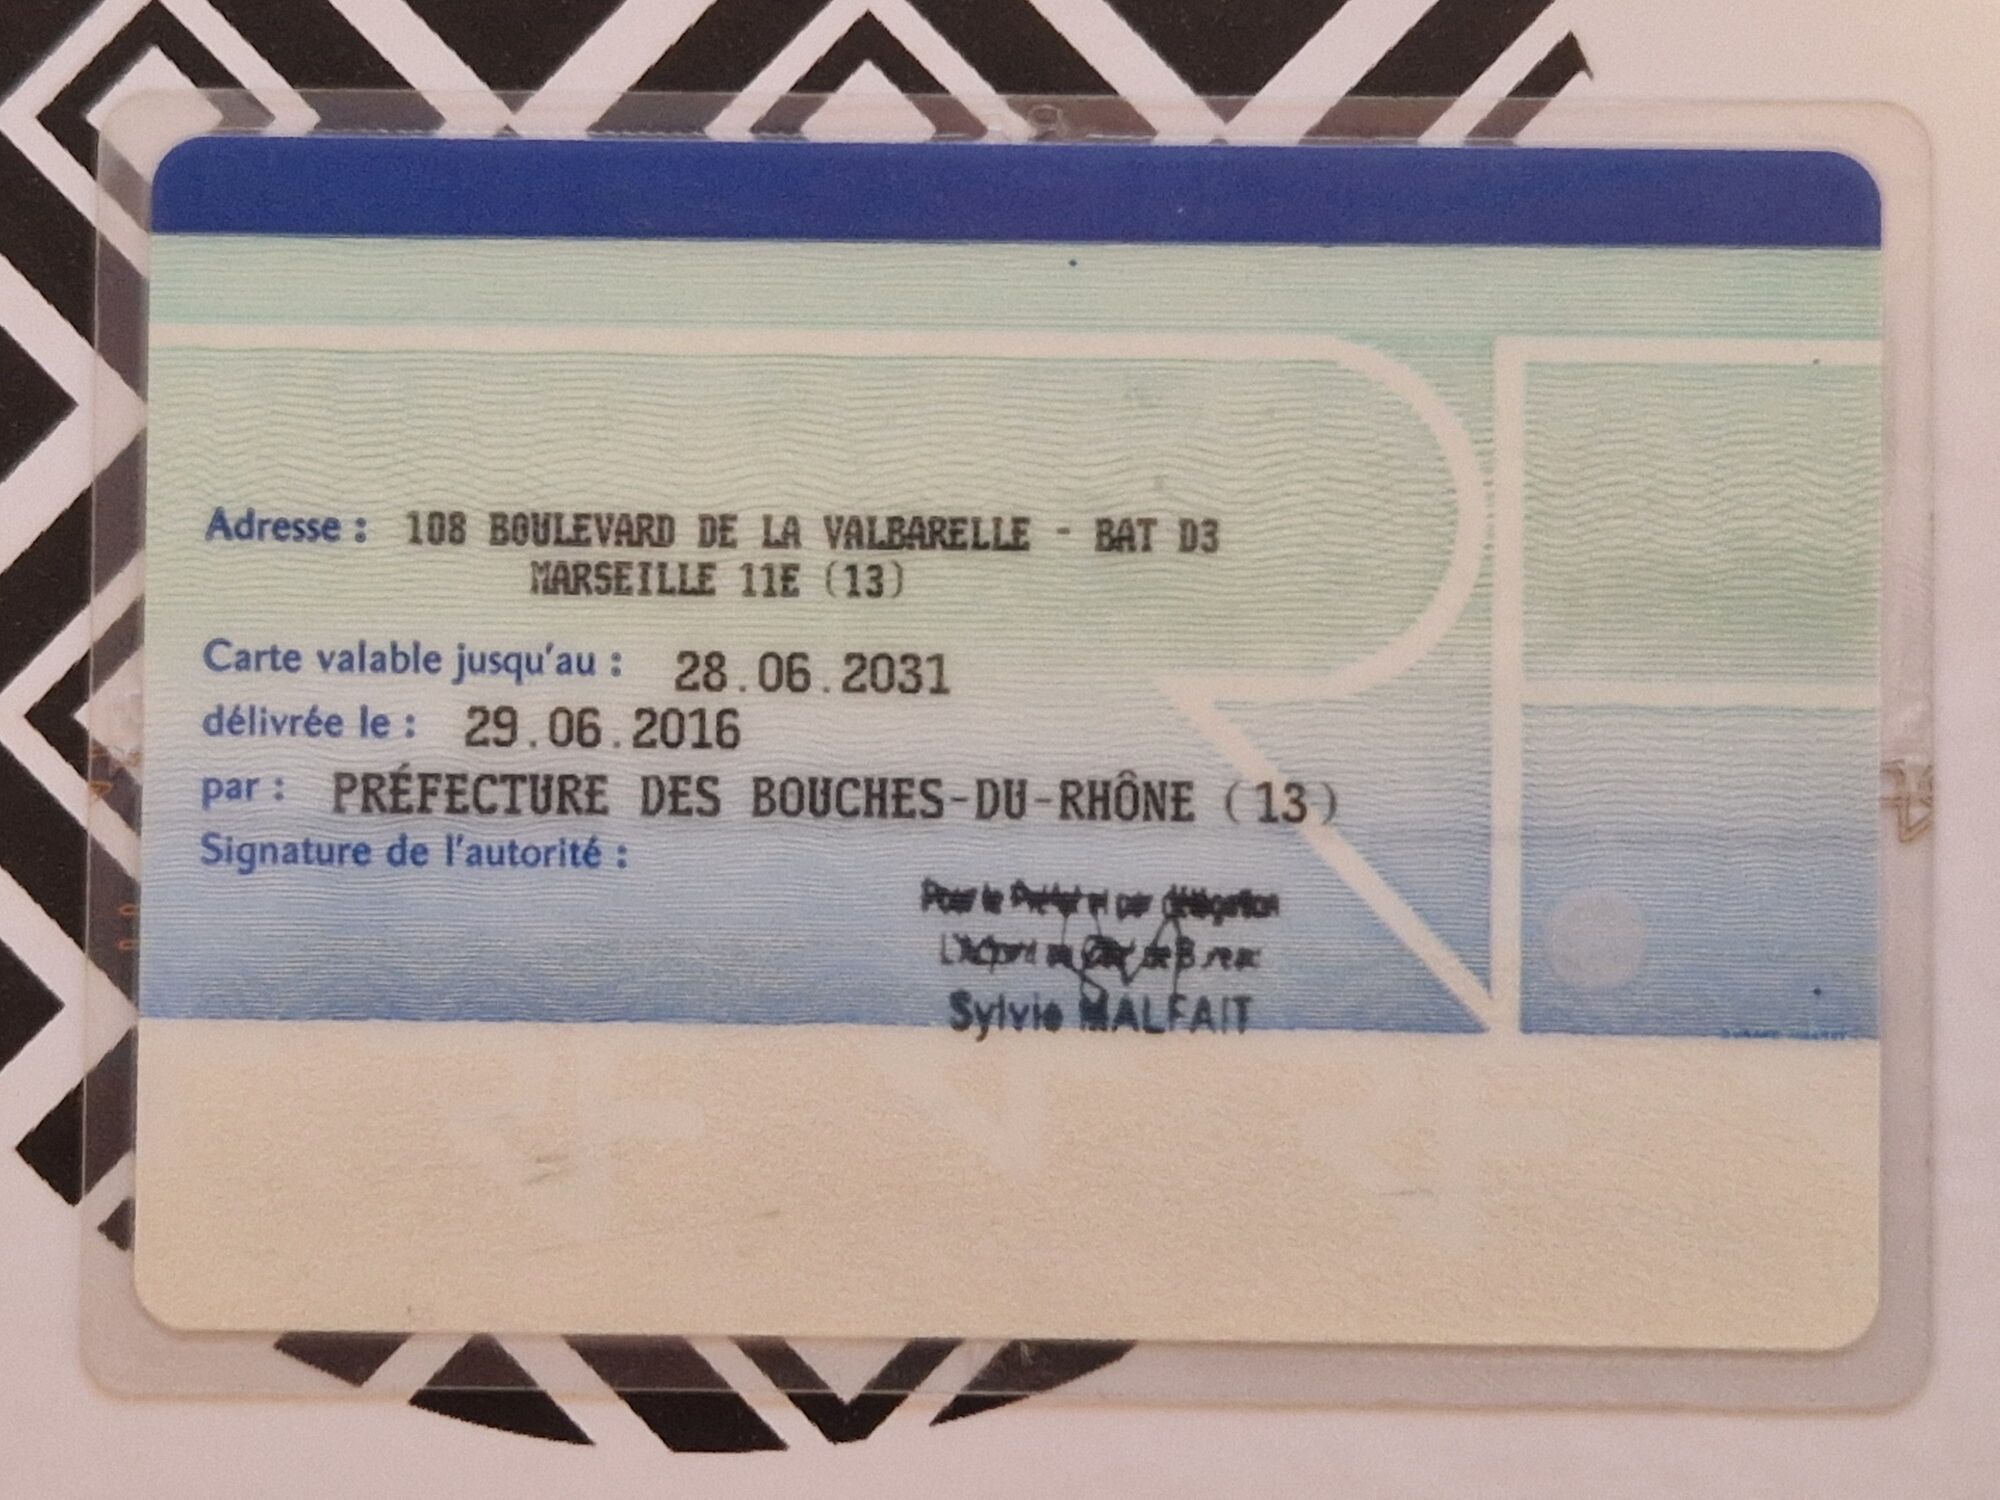 Adresse : 108 BOULEVARD DE LA VALBARELLE - BAT D3
MARSEILLE 11E (13)
Carte valable jusqu'au : 28.06.2031
délivrée le : 29.06.2016
par : PRÉFECTURE DES BOUCHES-DU-RHÔNE (13)
Signature de l'autorité :
Pour le Préfet et par délégation
Sylvie MALFAIT
RF